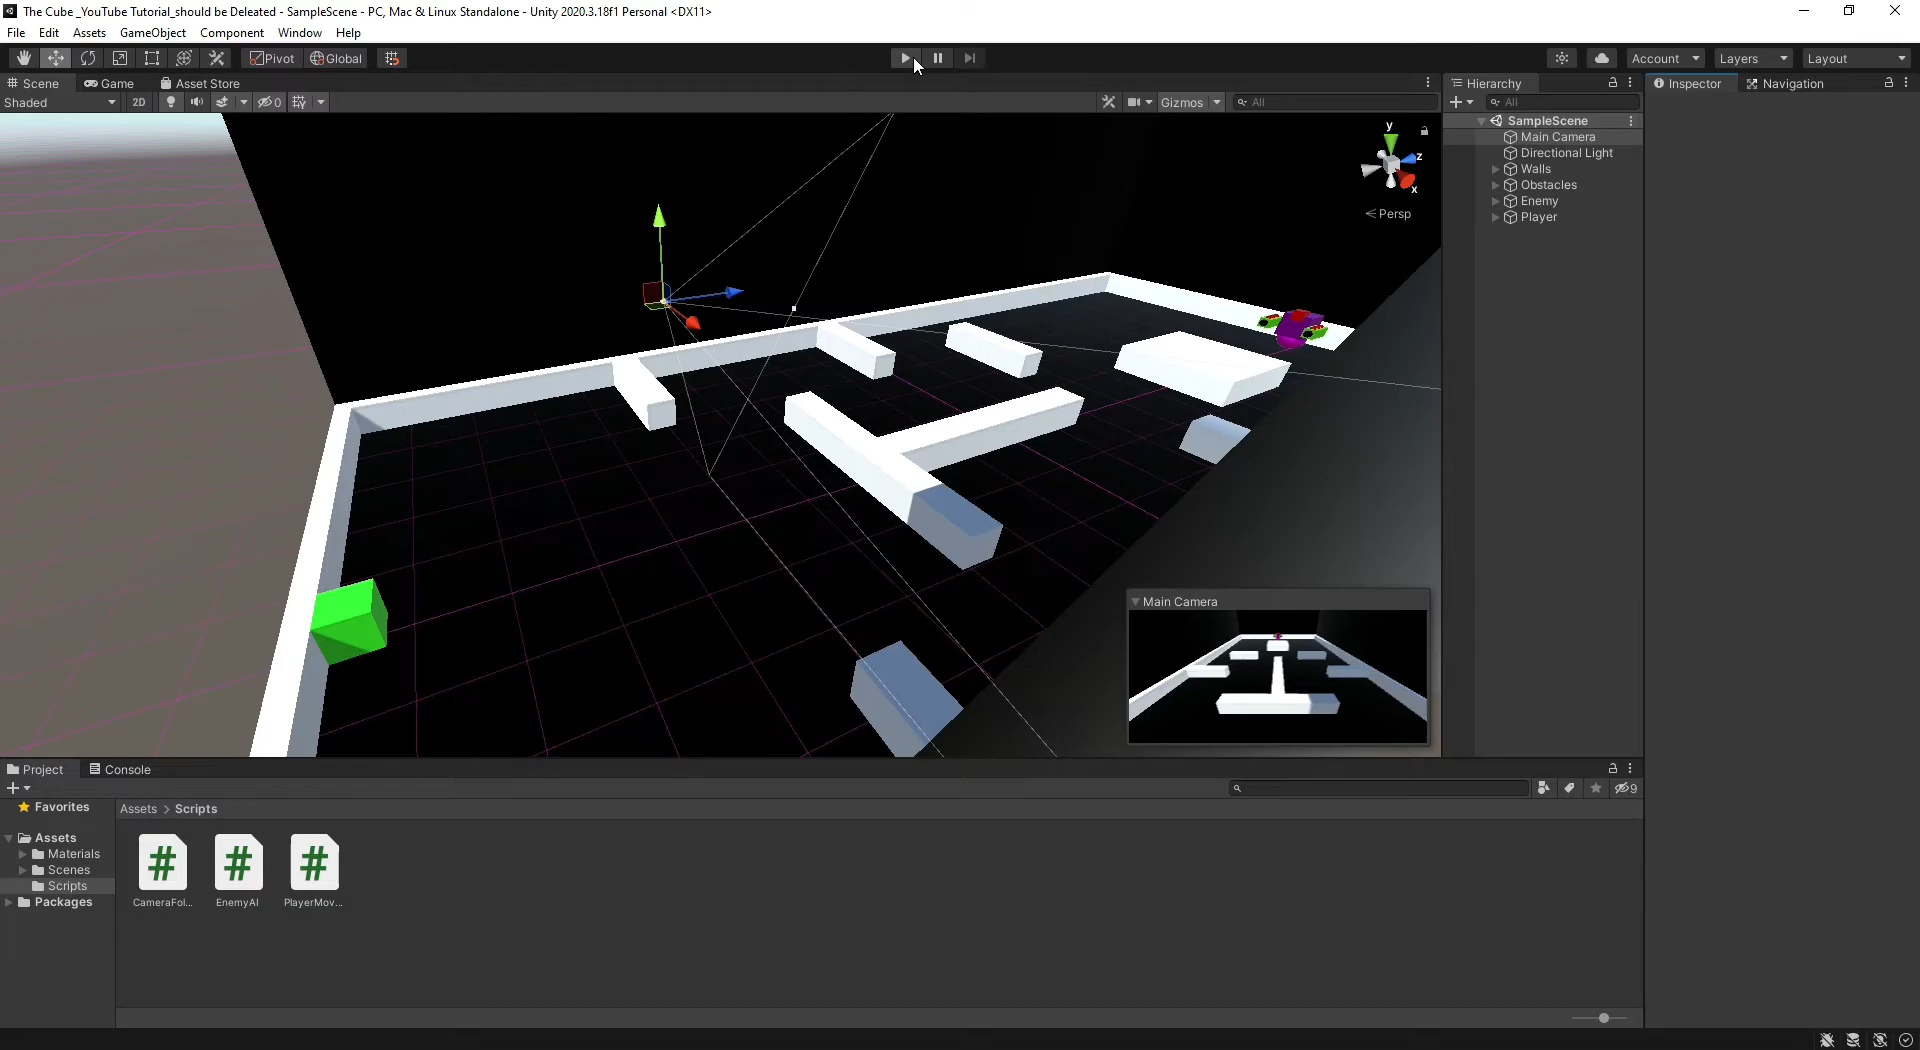 The Cube _YouTube Tutorial_should be Deleated - SampleScene - PC, Mac & Linux Standalone - Unity 2020.3.18f1 Personal <DX11>
File Edit Assets GameObject Component Window Help
Pivot Global Account Layers Layout
Scene Game Asset Store Hierarchy Inspector Navigation
Shaded 2D 0 Gizmos All All
SampleScene
Main Camera
Directional Light
Walls
Obstacles
Enemy
Player
y
z
x
Persp
Main Camera
Project Console
9
Favorites
Assets > Scripts
Assets
Materials
Scenes
Scripts
Packages
CameraFol... EnemyAI PlayerMov...